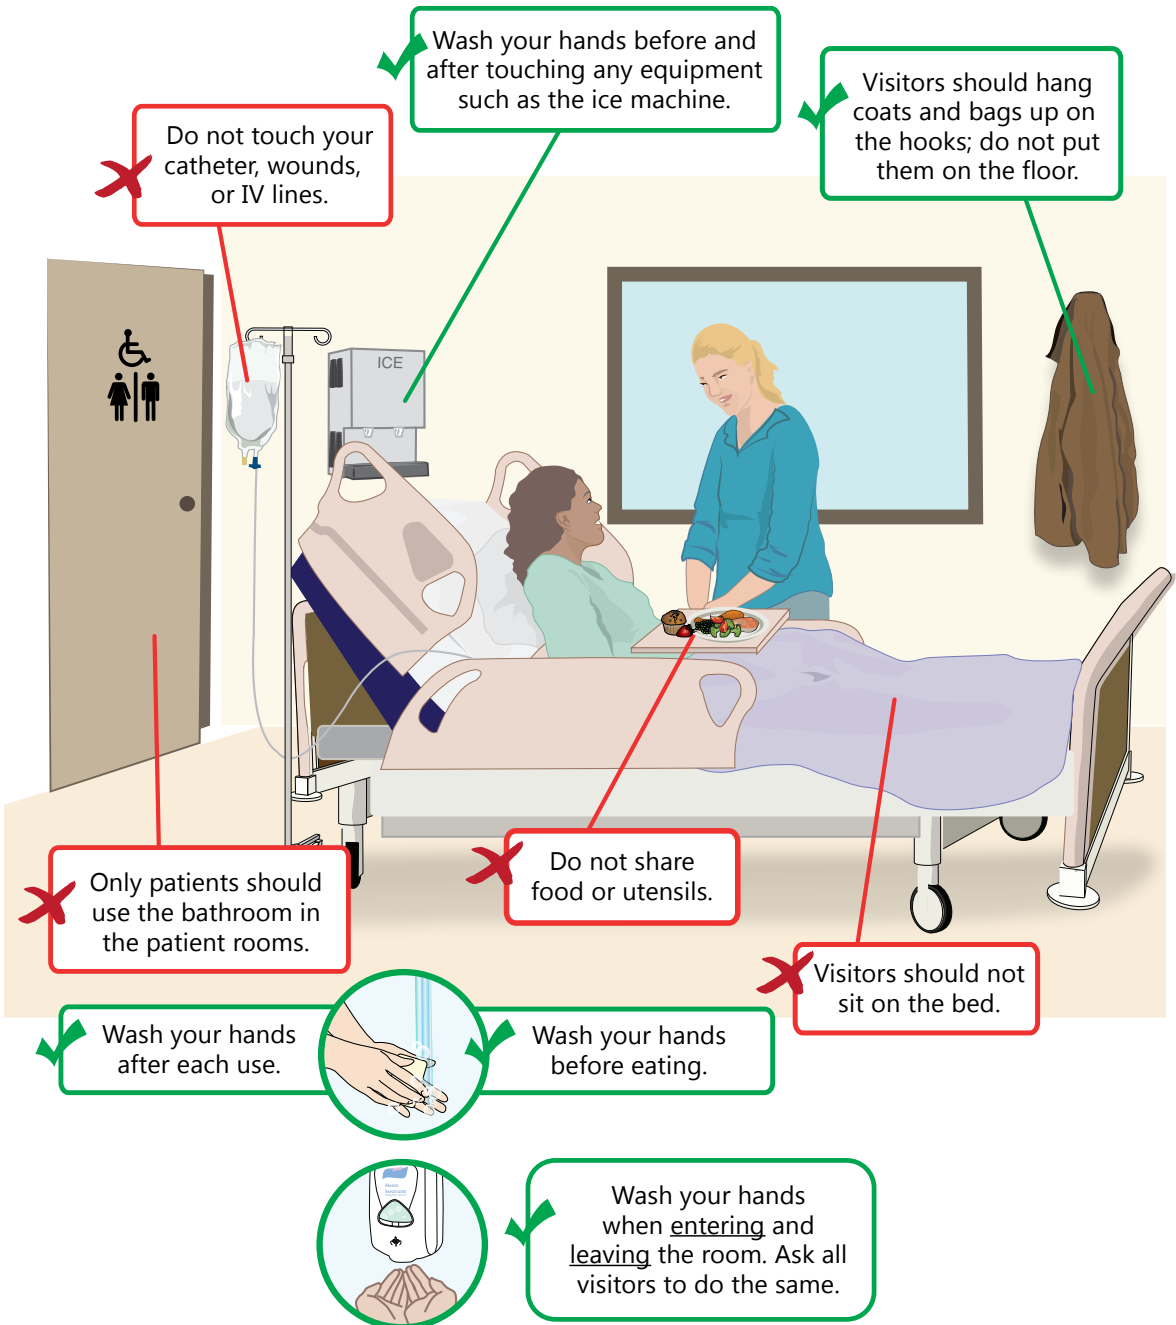 Wash your hands before and
after touching any equipment
such as the ice machine.
Visitors should hang
coats and bags up on
the hooks; do not put
them on the floor.
Do not touch your
catheter, wounds,
or IV lines.
ICE
Only patients should
use the bathroom in
the patient rooms.
Do not share
food or utensils.
Visitors should not
sit on the bed.
Wash your hands
after each use.
Wash your hands
before eating.
Wash your hands
when entering and
leaving the room. Ask all
visitors to do the same.